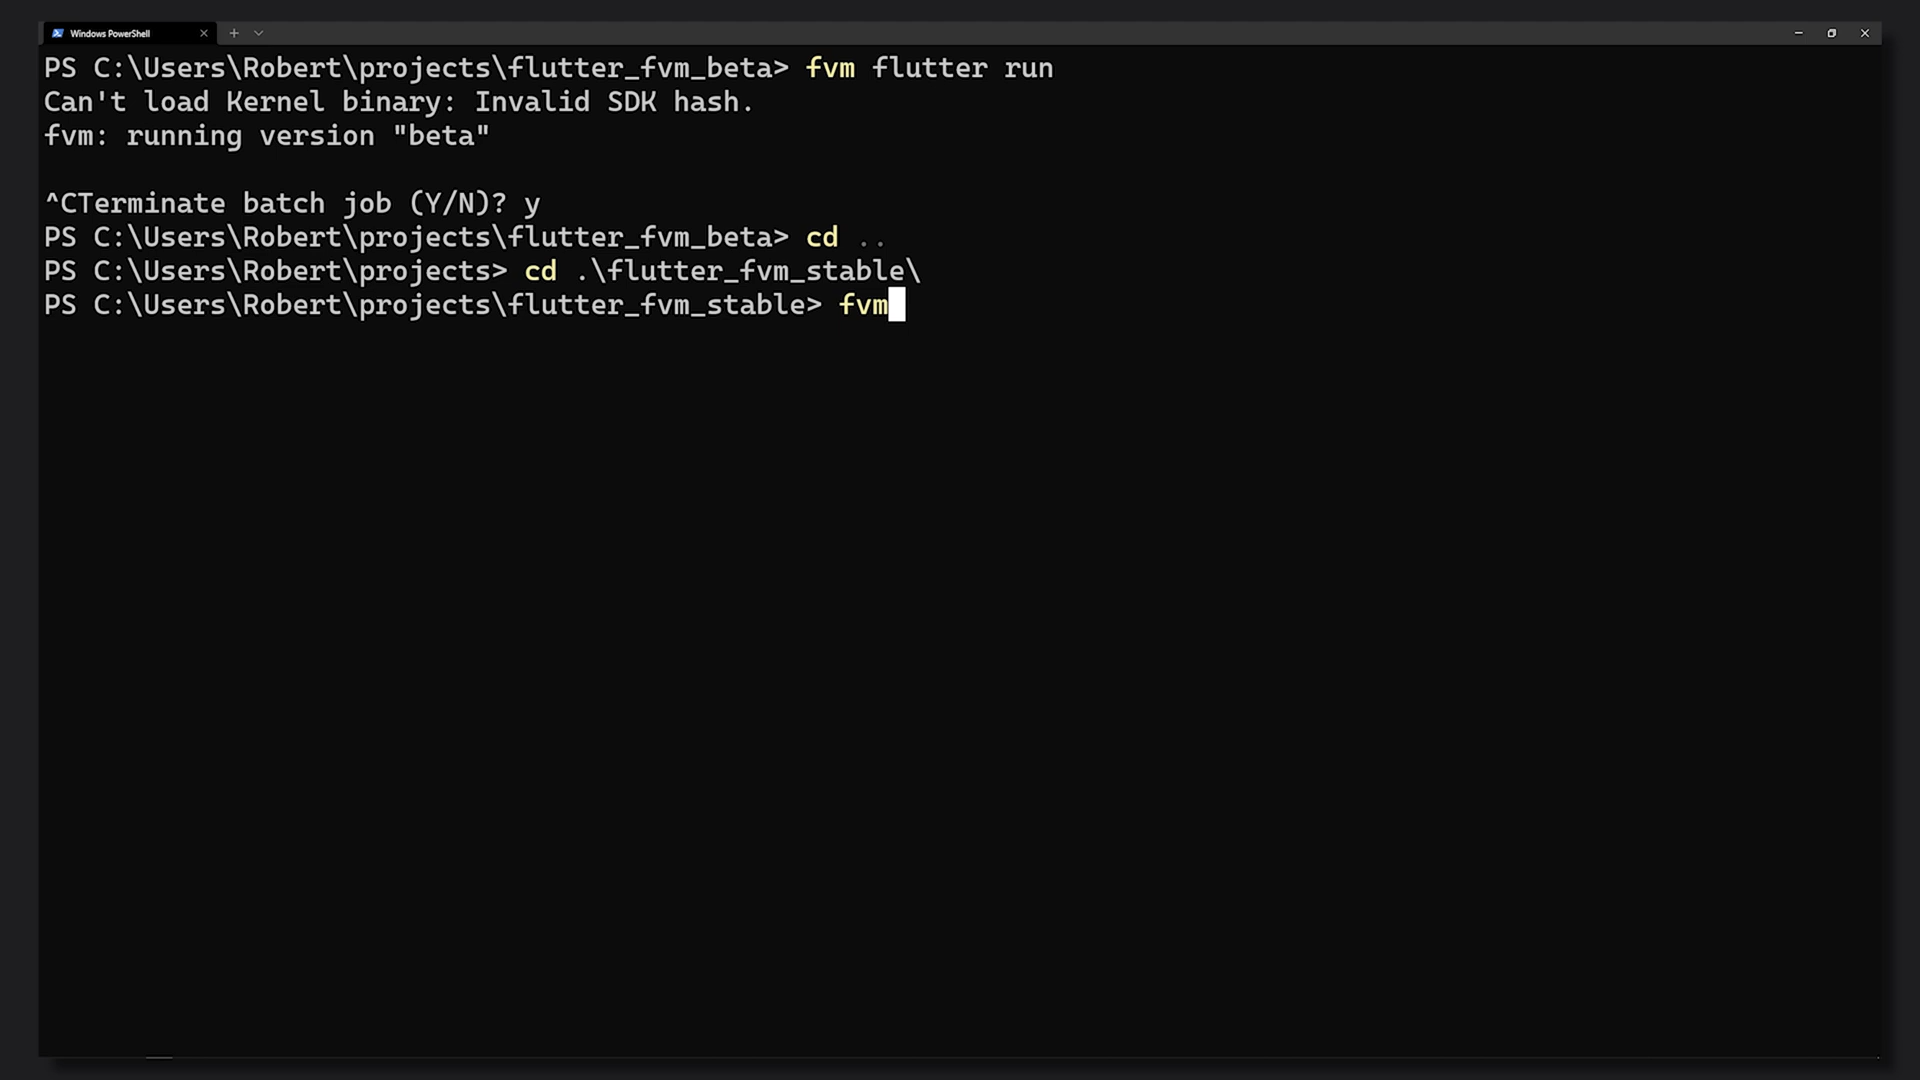 Windows PowerShell
PS C:\Users\Robert\projects\flutter_fvm_beta> fvm flutter run
Can't load Kernel binary: Invalid SDK hash.
fvm: running version "beta"
^CTerminate batch job (Y/N)? y
PS C:\Users\Robert\projects\flutter_fvm_beta> cd ..
PS C:\Users\Robert\projects> cd .\flutter_fvm_stable\
PS C:\Users\Robert\projects\flutter_fvm_stable> fvm